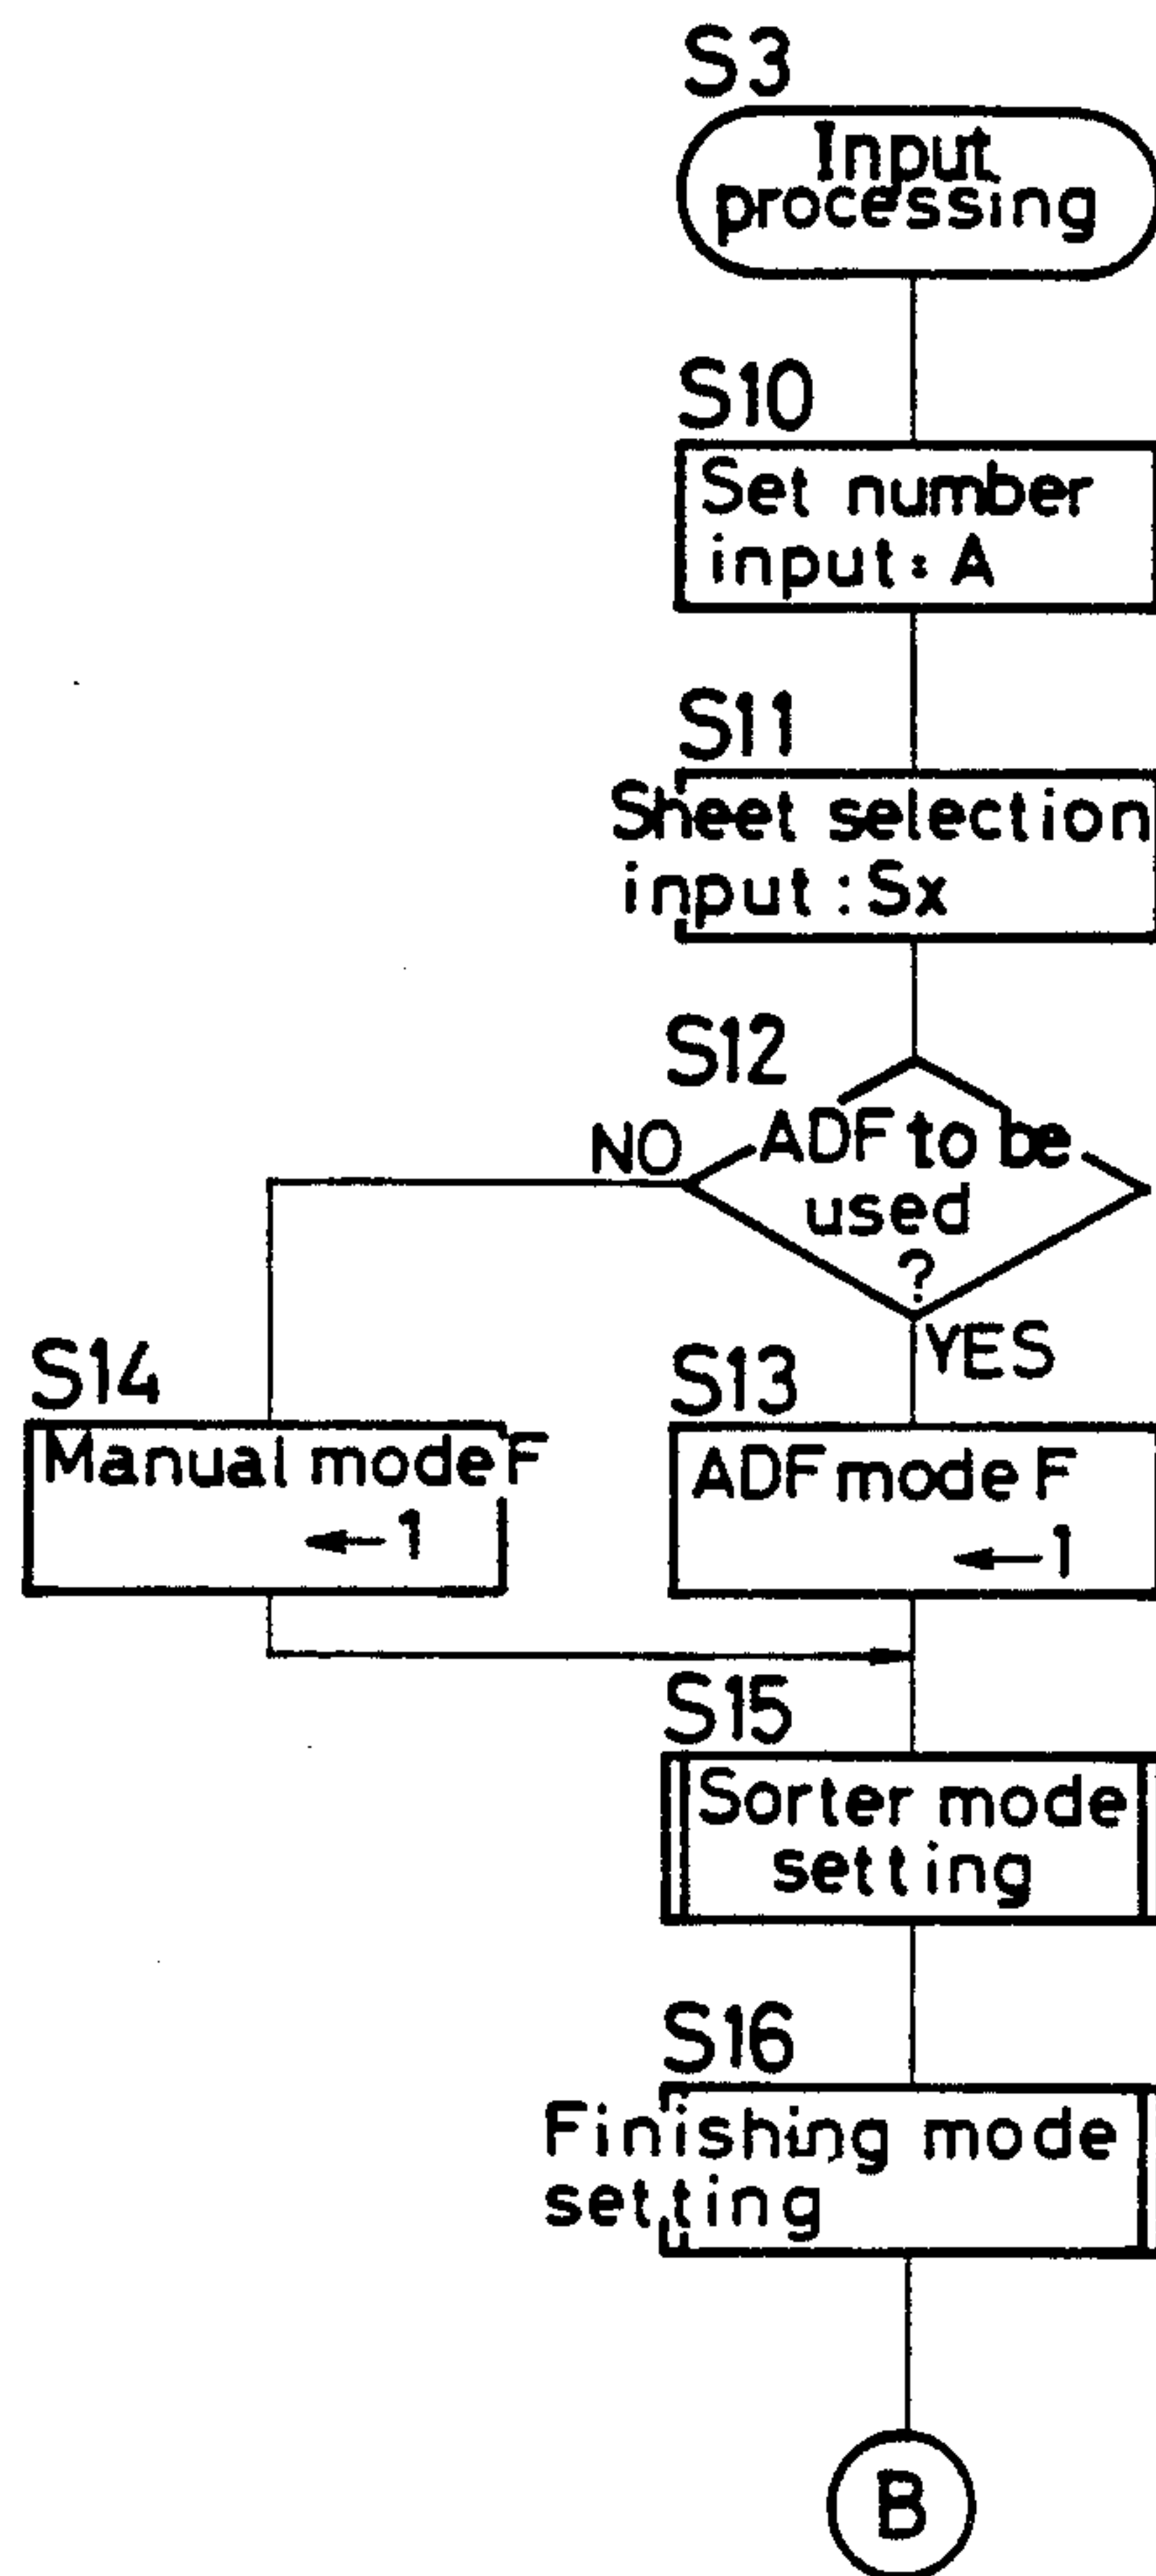 S3
Input
processing
S10
Set number
input: A
S11
Sheet selection
input: Sx
S12
NO
ADF to be
used
?
YES
S14
Manual mode F
←1
S13
ADF mode F
←1
S15
Sorter mode
setting
S16
Finishing mode
setting
B